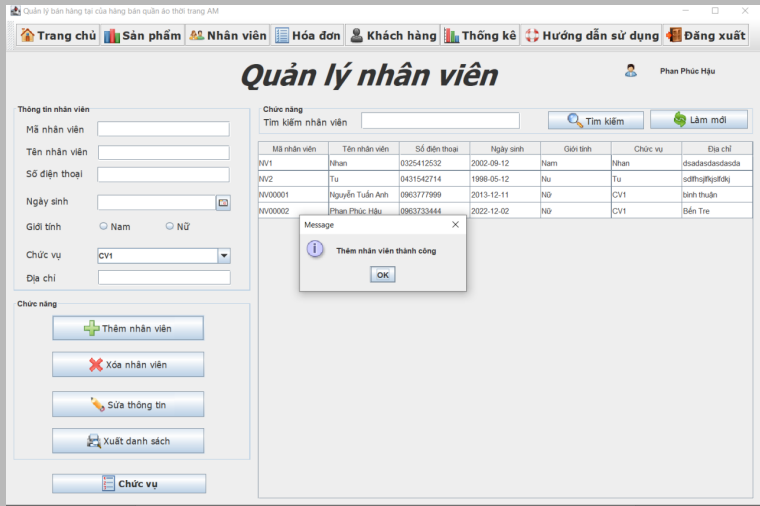 Quản lý bán hàng tại của hàng bán quần áo thời trang AM
Trang chủ Sản phẩm Nhân viên Hóa đơn Khách hàng Thống kê Hướng dẫn sử dụng Đăng xuất
Quản lý nhân viên
Phan Phúc Hậu
Thông tin nhân viên
Mã nhân viên
Tên nhân viên
Số điện thoại
Ngày sinh
Giới tính Nam Nữ
Chức vụ CV1
Địa chỉ
Chức năng
Thêm nhân viên
Xóa nhân viên
Sửa thông tin
Xuất danh sách
Chức vụ
Chức năng
Tìm kiếm nhân viên Tìm kiếm Làm mới
Mã nhân viên Tên nhân viên Số điện thoại Ngày sinh Giới tính Chức vụ Địa chỉ
NV1 Nhan 0325412532 2002-09-12 Nam Nhan dsadasdasdasda
NV2 Tu 0431542714 1998-05-12 Nu Tu
NV00001 Nguyễn Tuấn Anh 0963777999 2013-12-11 Nữ CV1 bình thuận
NV00002 Phan Phúc Hậu 0963733444 2022-12-02 Nữ CV1 Bến Tre
Message
Thêm nhân viên thành công
OK